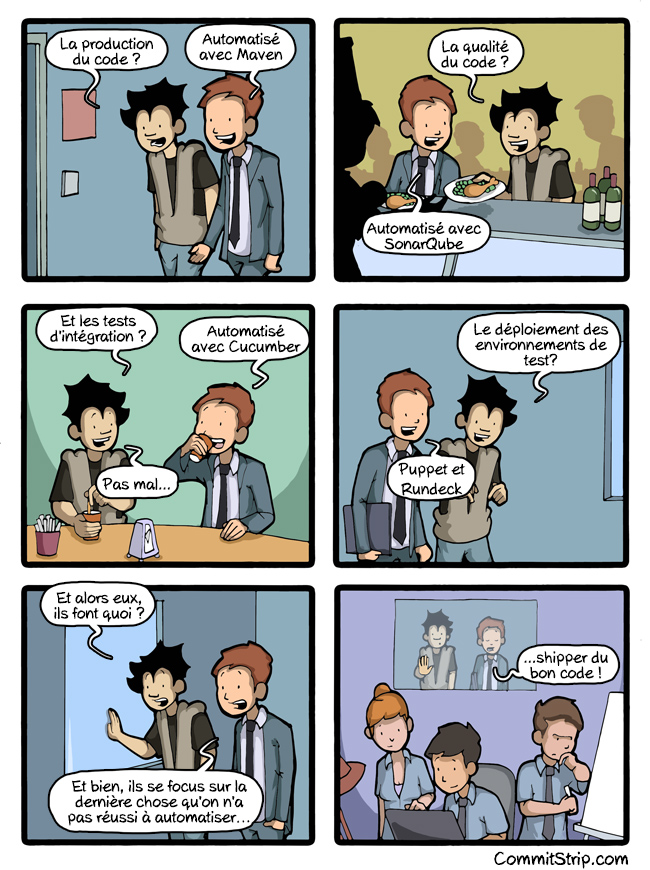 La production
du code ?
Automatisé
avec Maven
La qualité
du code ?
Automatisé avec
SonarQube
Et les tests
d'intégration ?
Automatisé
avec Cucumber
Pas mal...
Le déploiement des
environnements de
test?
Puppet et
Rundeck
Et alors eux,
ils font quoi ?
Et bien, ils se focus sur la
dernière chose qu'on n'a
pas réussi à automatiser...
...shipper du
bon code !
CommitStrip.com